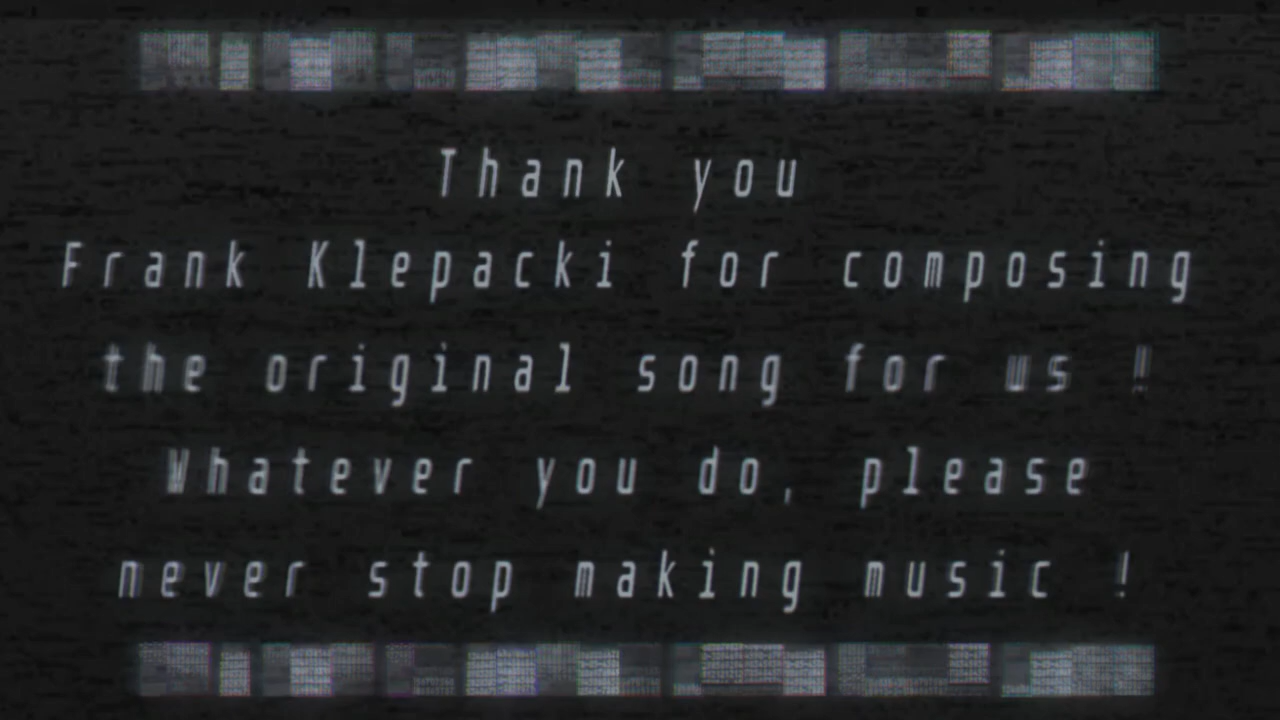 Thank you
Frank Klepacki for composing
the original song for us !
Whatever you do, please
never stop making music !